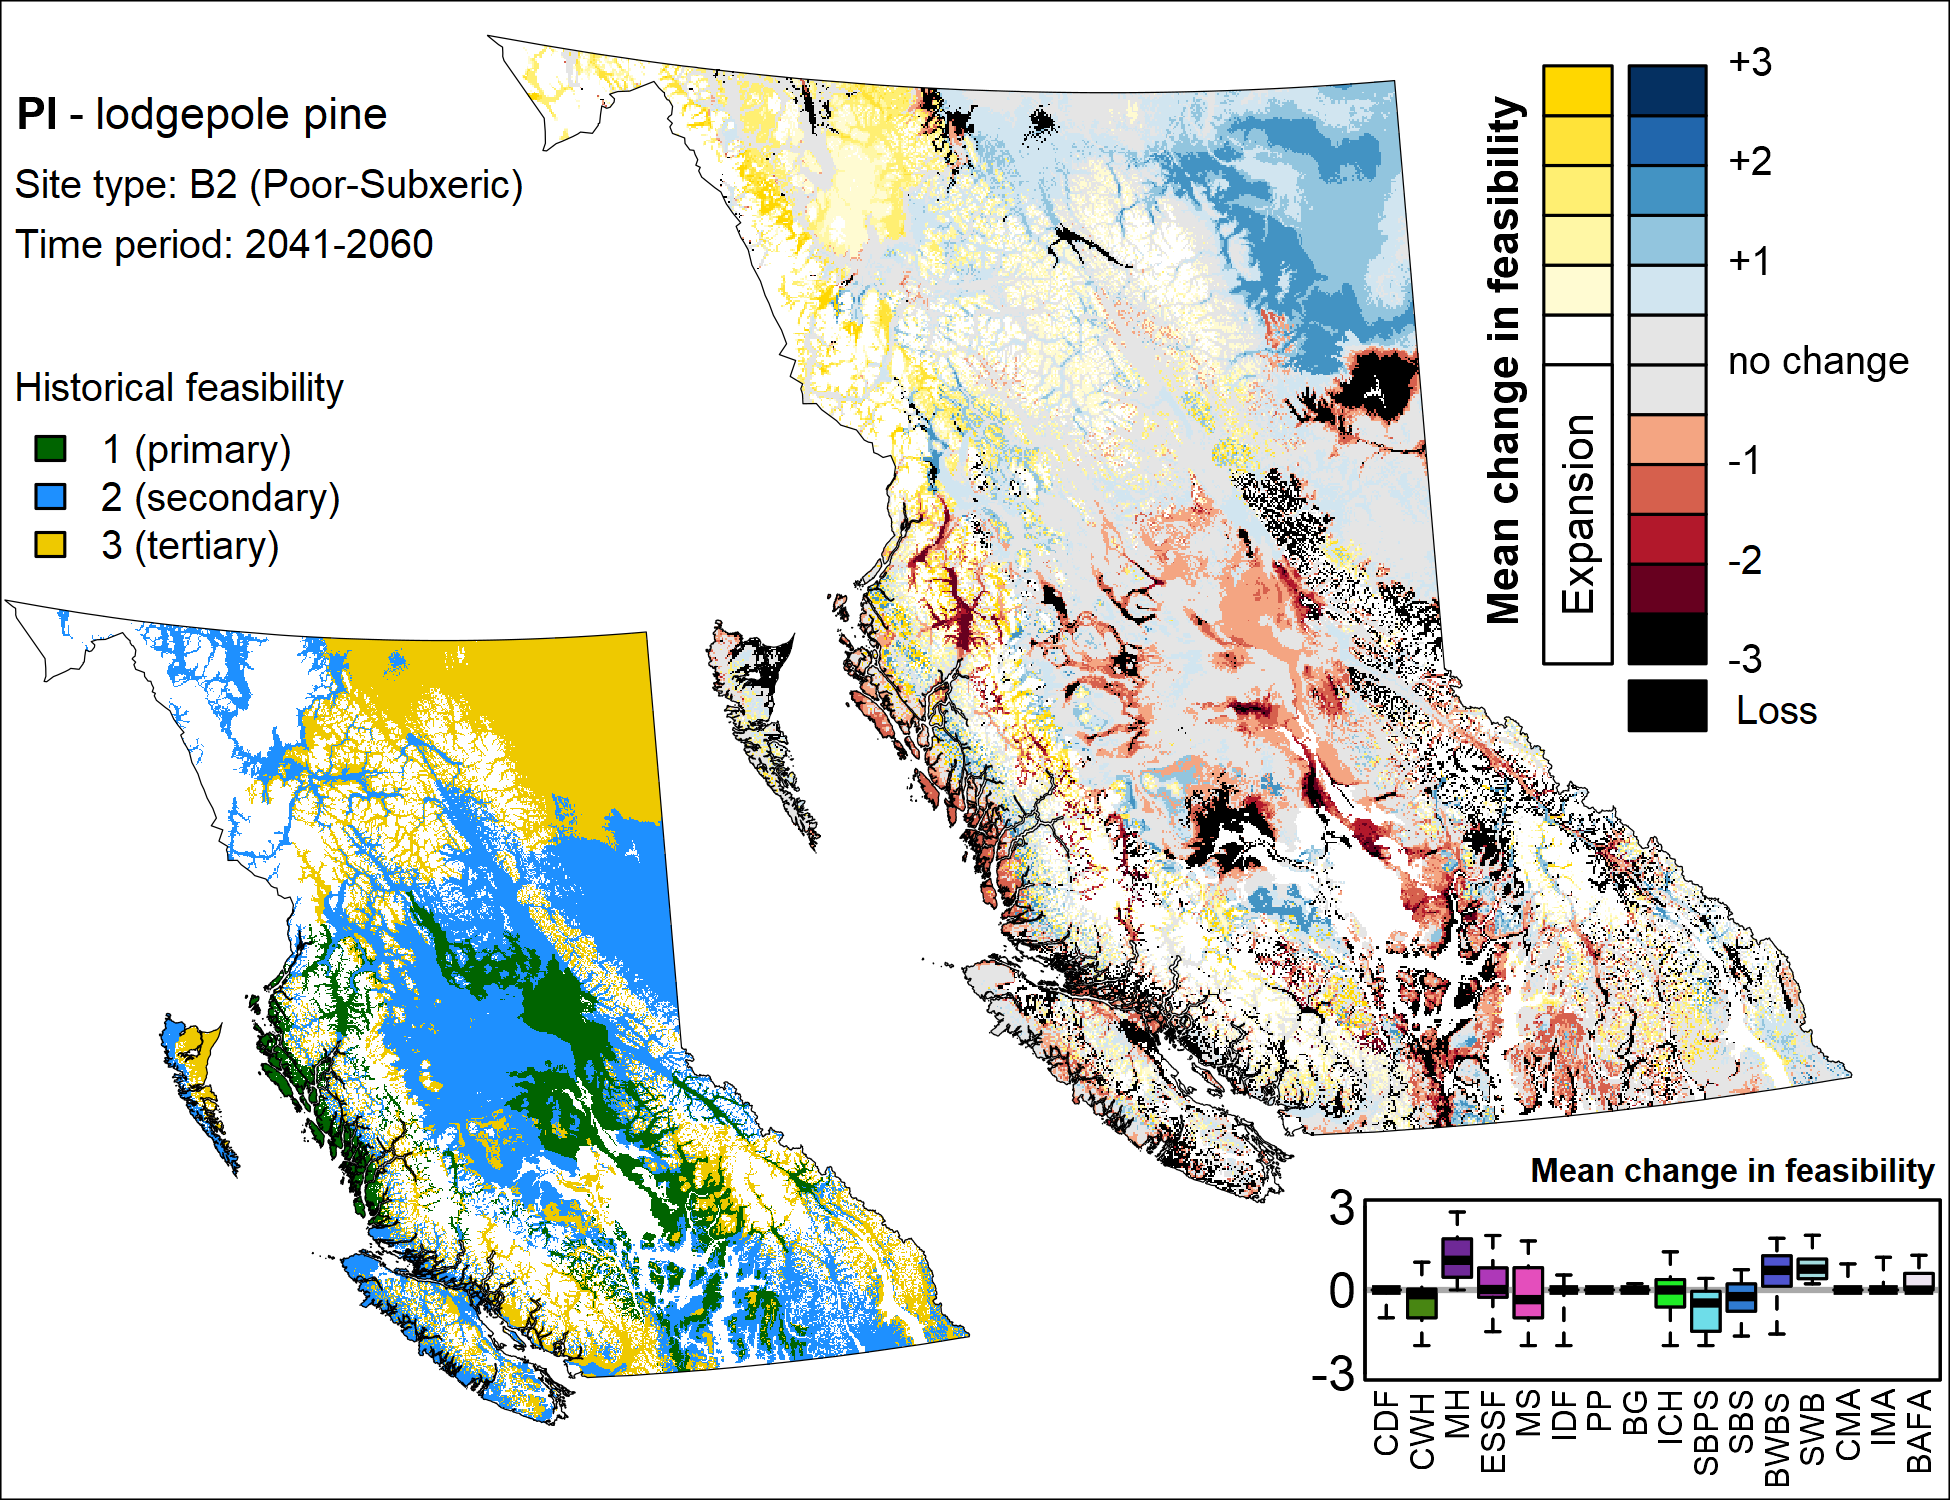 Pl - lodgepole pine
Site type: B2 (Poor-Subxeric)
Time period: 2041-2060
Historical feasibility
1 (primary)
2 (secondary)
3 (tertiary)
Mean change in feasibility
Expansion
+3
+2
+1
no change
-1
-2
-3
Loss
Mean change in feasibility
3
0
-3
CDF
CWH
MH
ESSF
MS
IDF
PP
BG
ICH
SBPS
SBS
BWBS
SWB
CMA
IMA
BAFA